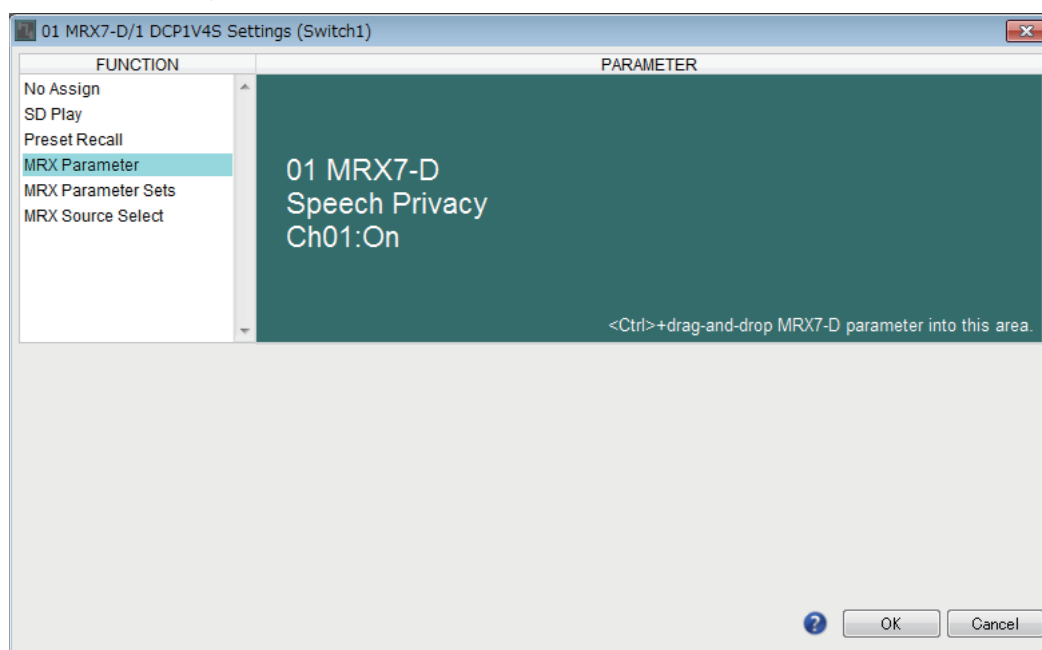 01 MRX7-D/1 DCP1V4S Settings (Switch1)
FUNCTION
PARAMETER
No Assign
SD Play
Preset Recall
MRX Parameter
MRX Parameter Sets
MRX Source Select
01 MRX7-D
Speech Privacy
Ch01:On
<Ctrl>+drag-and-drop MRX7-D parameter into this area.
?
OK
Cancel